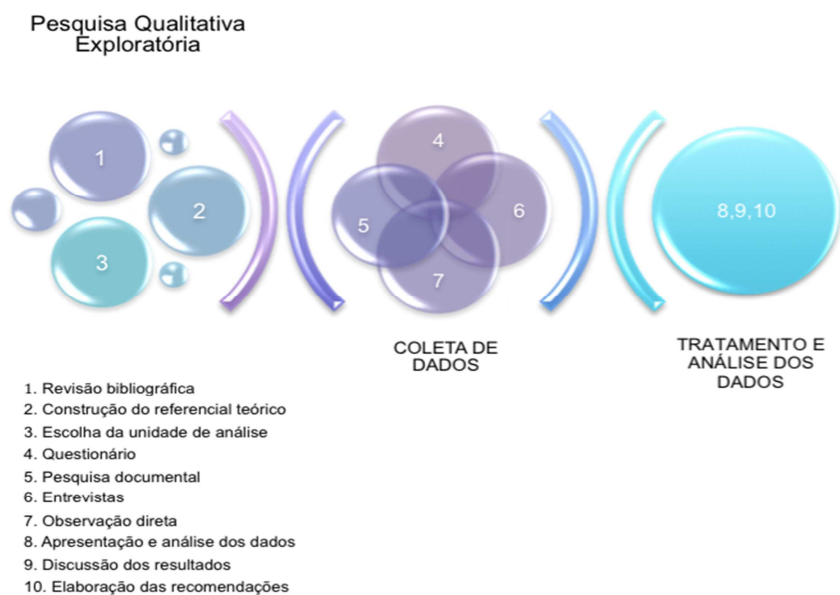 Pesquisa Qualitativa
Exploratória
1
2
3
4
5
6
7
8,9,10
COLETA DE
DADOS
TRATAMENTO E
ANÁLISE DOS
DADOS
1. Revisão bibliográfica
2. Construção do referencial teórico
3. Escolha da unidade de análise
4. Questionário
5. Pesquisa documental
6. Entrevistas
7. Observação direta
8. Apresentação e análise dos dados
9. Discussão dos resultados
10. Elaboração das recomendações